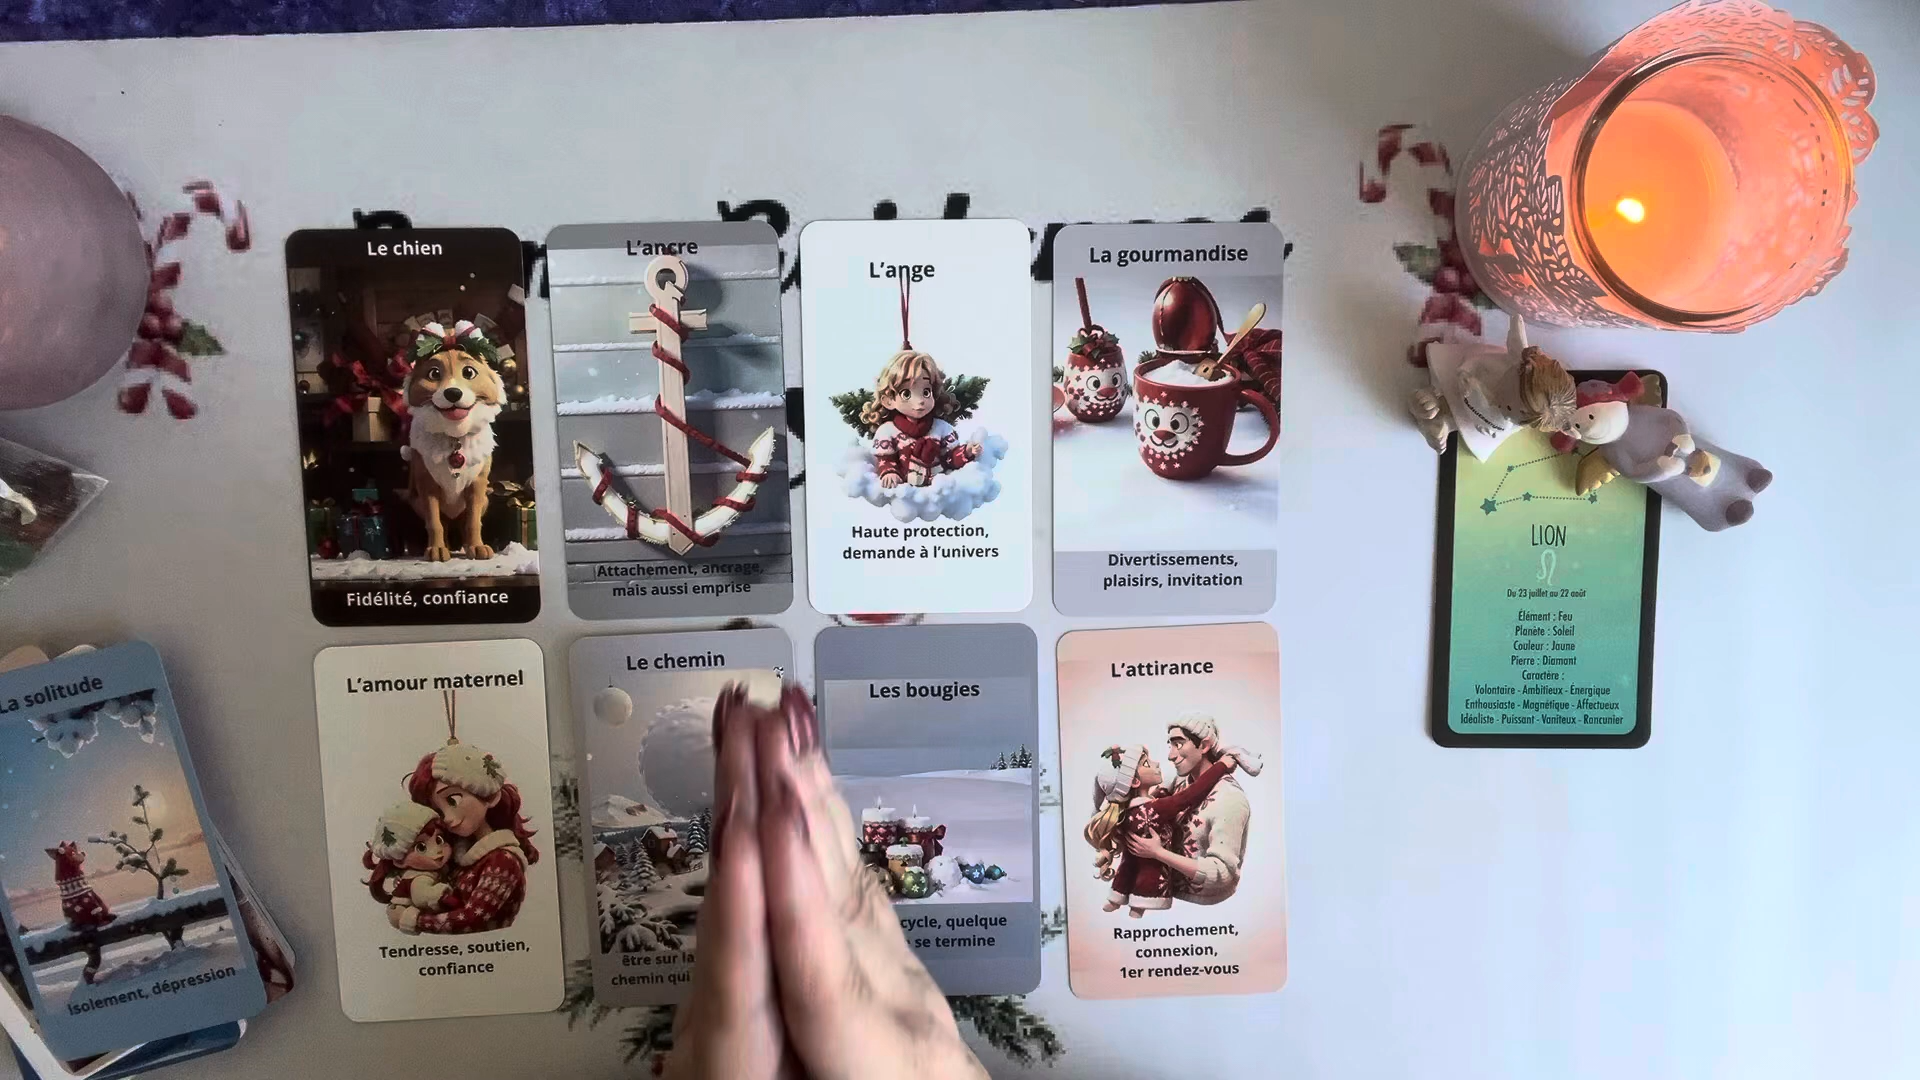 Le chien
Fidélité, confiance
L'ancre
Attachement, ancrage,
mais aussi emprise
L'ange
Haute protection,
demande à l'univers
La gourmandise
Divertissements,
plaisirs, invitation
L'amour maternel
Tendresse, soutien,
confiance
Le chemin
être sur la
chemin qui
Les bougies
cycle, quelque
se termine
L'attirance
Rapprochement,
connexion,
1er rendez-vous
La solitude
Isolement, dépression
LION
Du 23 juillet au 22 août
Élément : Feu
Planète : Soleil
Couleur : Jaune
Pierre : Diamant
Caractère :
Volontaire - Ambitieux - Énergique
Enthousiaste - Magnétique - Affectueux
Idéaliste - Puissant - Vaniteux - Rancunier